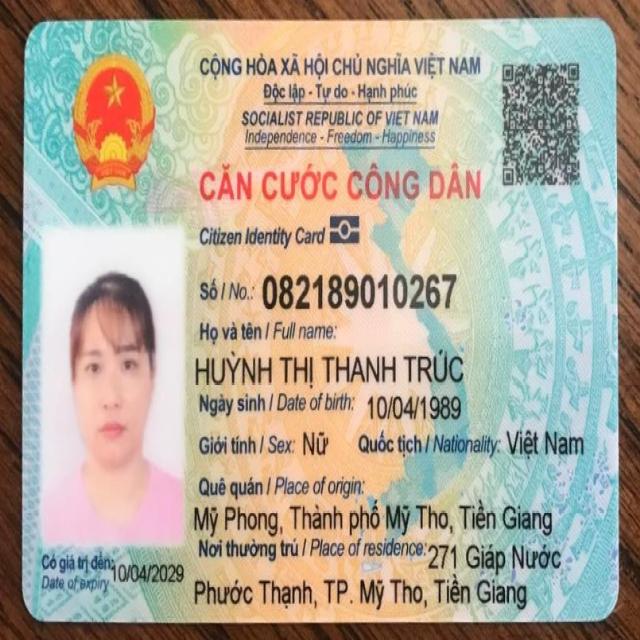 CỘNG HÒA XÃ HỘI CHỦ NGHĨA VIỆT NAM
Độc lập - Tự do - Hạnh phúc
SOCIALIST REPUBLIC OF VIET NAM
Independence - Freedom - Happiness
CĂN CƯỚC CÔNG DÂN
Citizen Identity Card
Số / No.: 082189010267
Họ và tên / Full name:
HUỲNH THỊ THANH TRÚC
Ngày sinh / Date of birth: 10/04/1989
Giới tính / Sex: Nữ Quốc tịch / Nationality: Việt Nam
Quê quán / Place of origin:
Mỹ Phong, Thành phố Mỹ Tho, Tiền Giang
Nơi thường trú / Place of residence: 271 Giáp Nước
Phước Thạnh, TP. Mỹ Tho, Tiền Giang
Có giá trị đến: 10/04/2029
Date of expiry